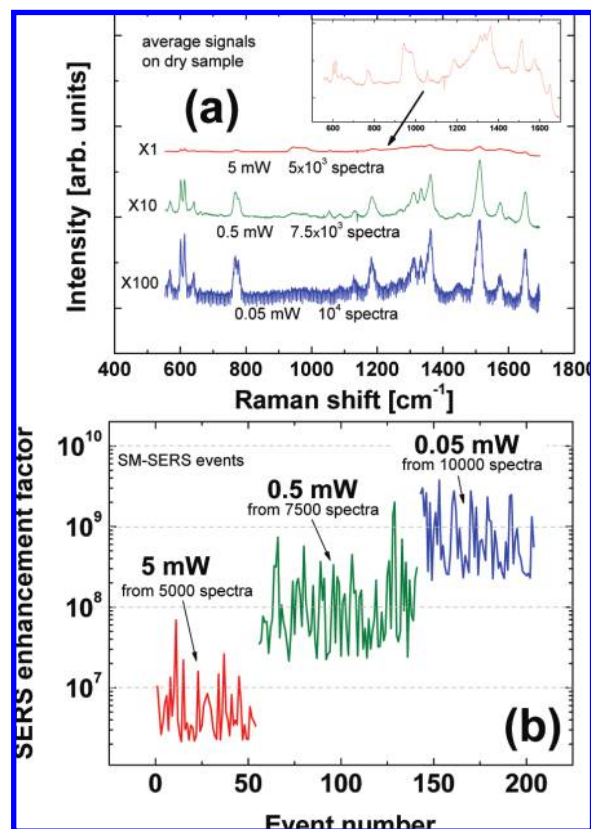 average signals
on dry sample
(a)
600 800 1000 1200 1400 1600
X1
5 mW 5x10³ spectra
X10
0.5 mW 7.5x10³ spectra
X100
0.05 mW 10⁴ spectra
Intensity [arb. units]
400 600 800 1000 1200 1400 1600 1800
Raman shift [cm⁻¹]
SERS enhancement factor
10¹⁰
10⁹
10⁸
10⁷
SM-SERS events
0.05 mW
from 10000 spectra
0.5 mW
from 7500 spectra
5 mW
from 5000 spectra
(b)
0 50 100 150 200
Event number